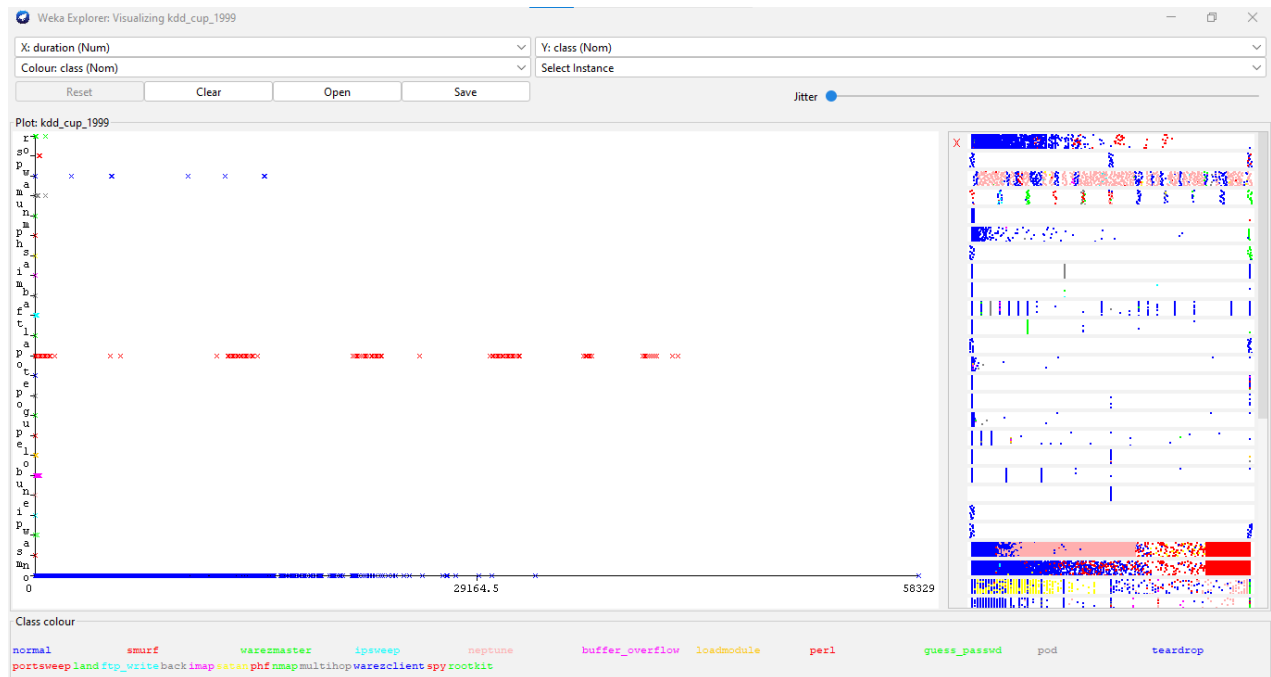 Weka Explorer: Visualizing kdd_cup_1999
X: duration (Num)
Y: class (Nom)
Colour: class (Nom)
Select Instance
Reset
Clear
Open
Save
Jitter
Plot: kdd_cup_1999
X
0
29164.5
58329
Class colour
normal smurf warezmaster ipsweep neptune buffer_overflow loadmodule perl guess_passwd pod teardrop
portsweep land ftp_write back imap satan phf nmap multihop warezclient spy rootkit